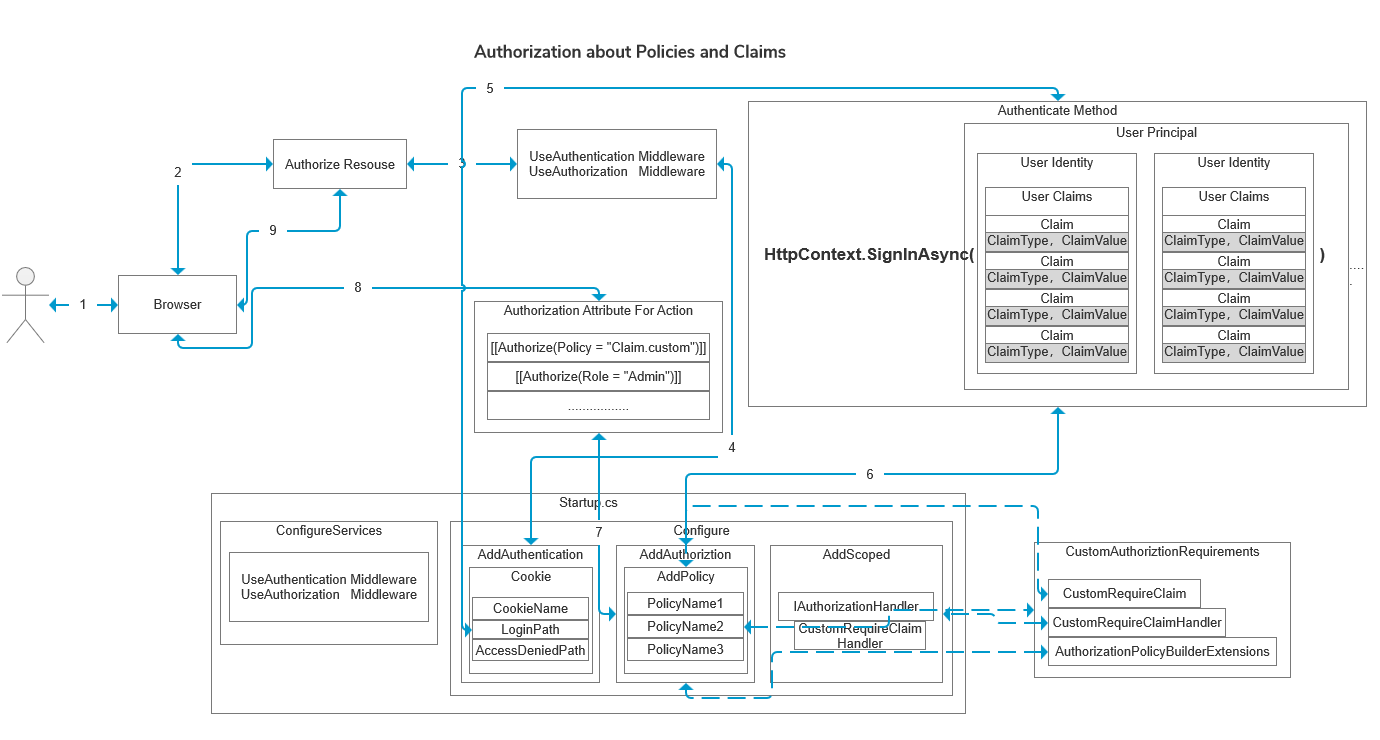 Authorization about Policies and Claims
5
Authenticate Method
User Principal
User Identity
User Claims
Claim
ClaimType, ClaimValue
Claim
ClaimType, ClaimValue
Claim
ClaimType, ClaimValue
Claim
ClaimType, ClaimValue
User Identity
User Claims
Claim
ClaimType, ClaimValue
Claim
ClaimType, ClaimValue
Claim
ClaimType, ClaimValue
Claim
ClaimType, ClaimValue
HttpContext.SignInAsync(
)
.....
2
Authorize Resouse
3
UseAuthentication Middleware
UseAuthorization Middleware
9
1
Browser
8
Authorization Attribute For Action
[[Authorize(Policy = "Claim.custom")]]
[[Authorize(Role = "Admin")]]
.................
4
6
Startup.cs
ConfigureServices
UseAuthentication Middleware
UseAuthorization Middleware
7
Configure
AddAuthentication
Cookie
CookieName
LoginPath
AccessDeniedPath
AddAuthoriztion
AddPolicy
PolicyName1
PolicyName2
PolicyName3
AddScoped
IAuthorizationHandler
CustomRequireClaim
Handler
CustomAuthoriztionRequirements
CustomRequireClaim
CustomRequireClaimHandler
AuthorizationPolicyBuilderExtensions